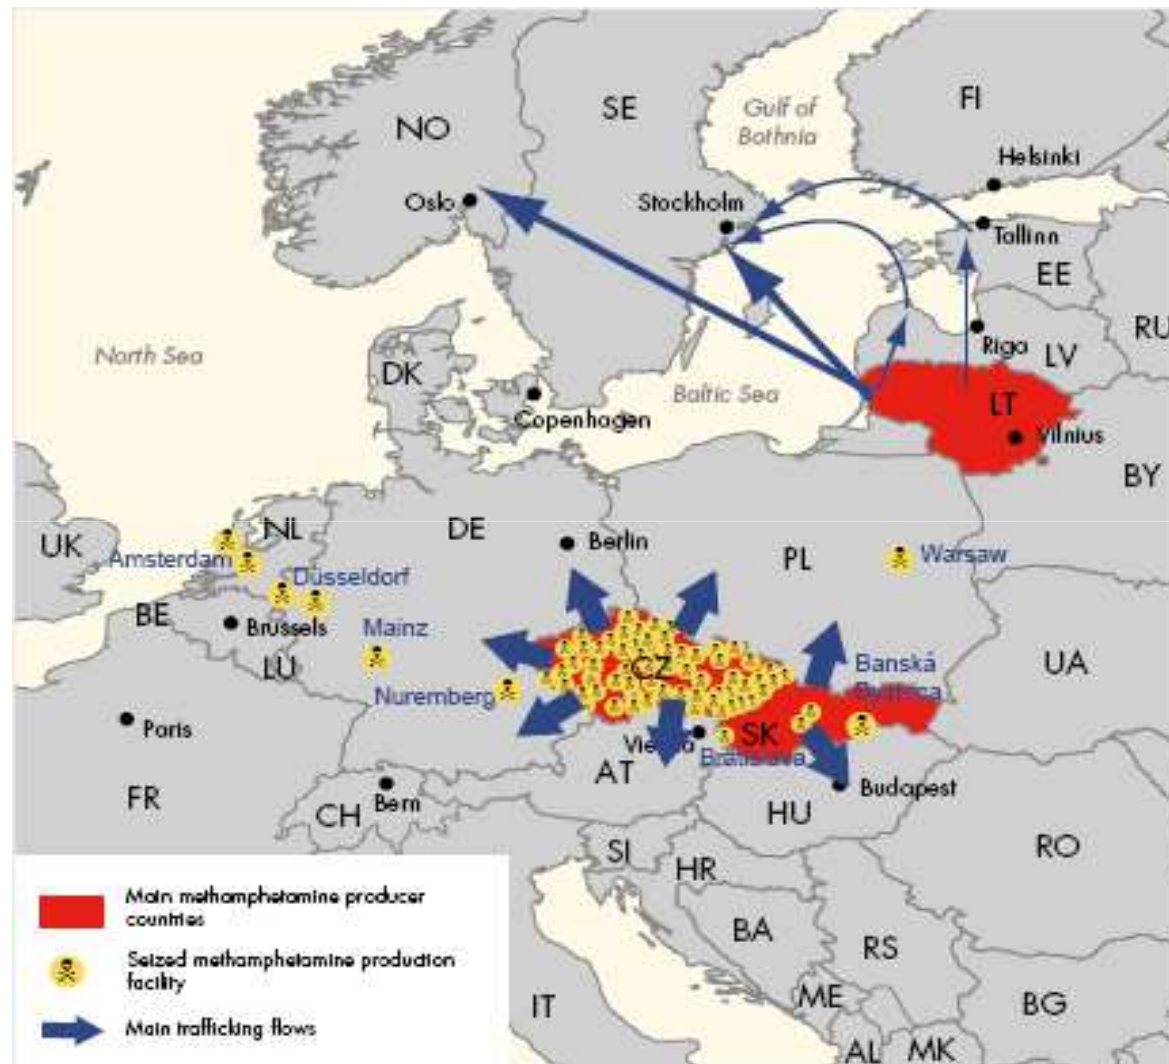 FI
SE
Gulf of
Bothnia
NO
Helsinki
Oslo
Stockholm
Tallinn
EE
RU
North Sea
DK
Riga
LV
Baltic Sea
LT
Copenhagen
Vilnius
BY
NL
DE
UK
Berlin
PL
Warsaw
Amsterdam
Düsseldorf
BE
Brussels
Mainz
LU
CZ
UA
Banská
Nuremberg
Paris
SK
Vienna
Bratislava
AT
FR
Bern
Budapest
CH
HU
RO
SI
HR
Main methamphetamine producer
countries
BA
RS
Seized methamphetamine production
facility
ME
IT
BG
Main trafficking flows
AL
MK